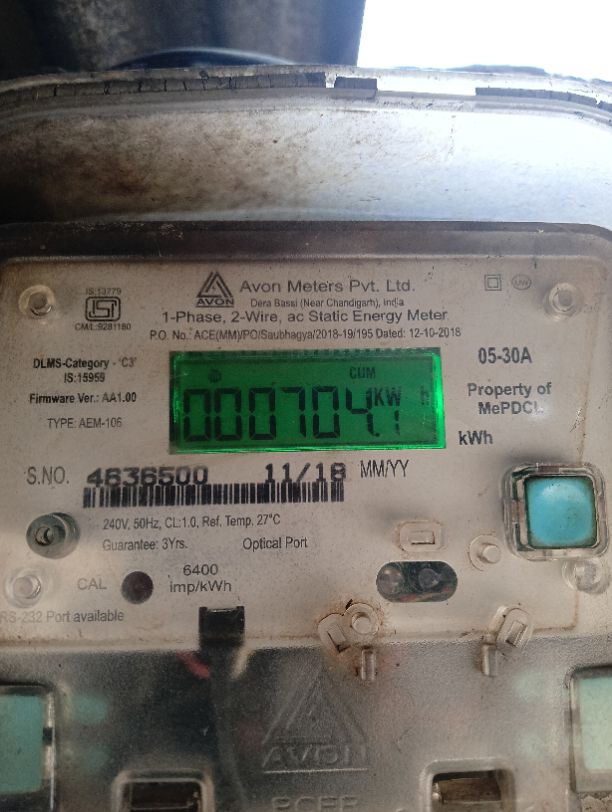 IS:13779
ISI
CM/L:9281180
AVON
Avon Meters Pvt. Ltd.
Dera Bassi (Near Chandigarh), India
1-Phase, 2-Wire, ac Static Energy Meter
P.O. No.: ACE(MM)/PO/Saubhagya/2018-19/195 Dated: 12-10-2018
DLMS-Category - 'C3'
IS:15959
Firmware Ver.: AA1.00
TYPE: AEM-106
CUM
000704.1 KW h
05-30A
Property of
MePDCL
kWh
S.NO. 4636500 11/18 MM/YY
240V, 50Hz, CL:1.0, Ref. Temp. 27°C
Guarantee: 3Yrs. Optical Port
CAL
6400
imp/kWh
RS-232 Port available
AVON